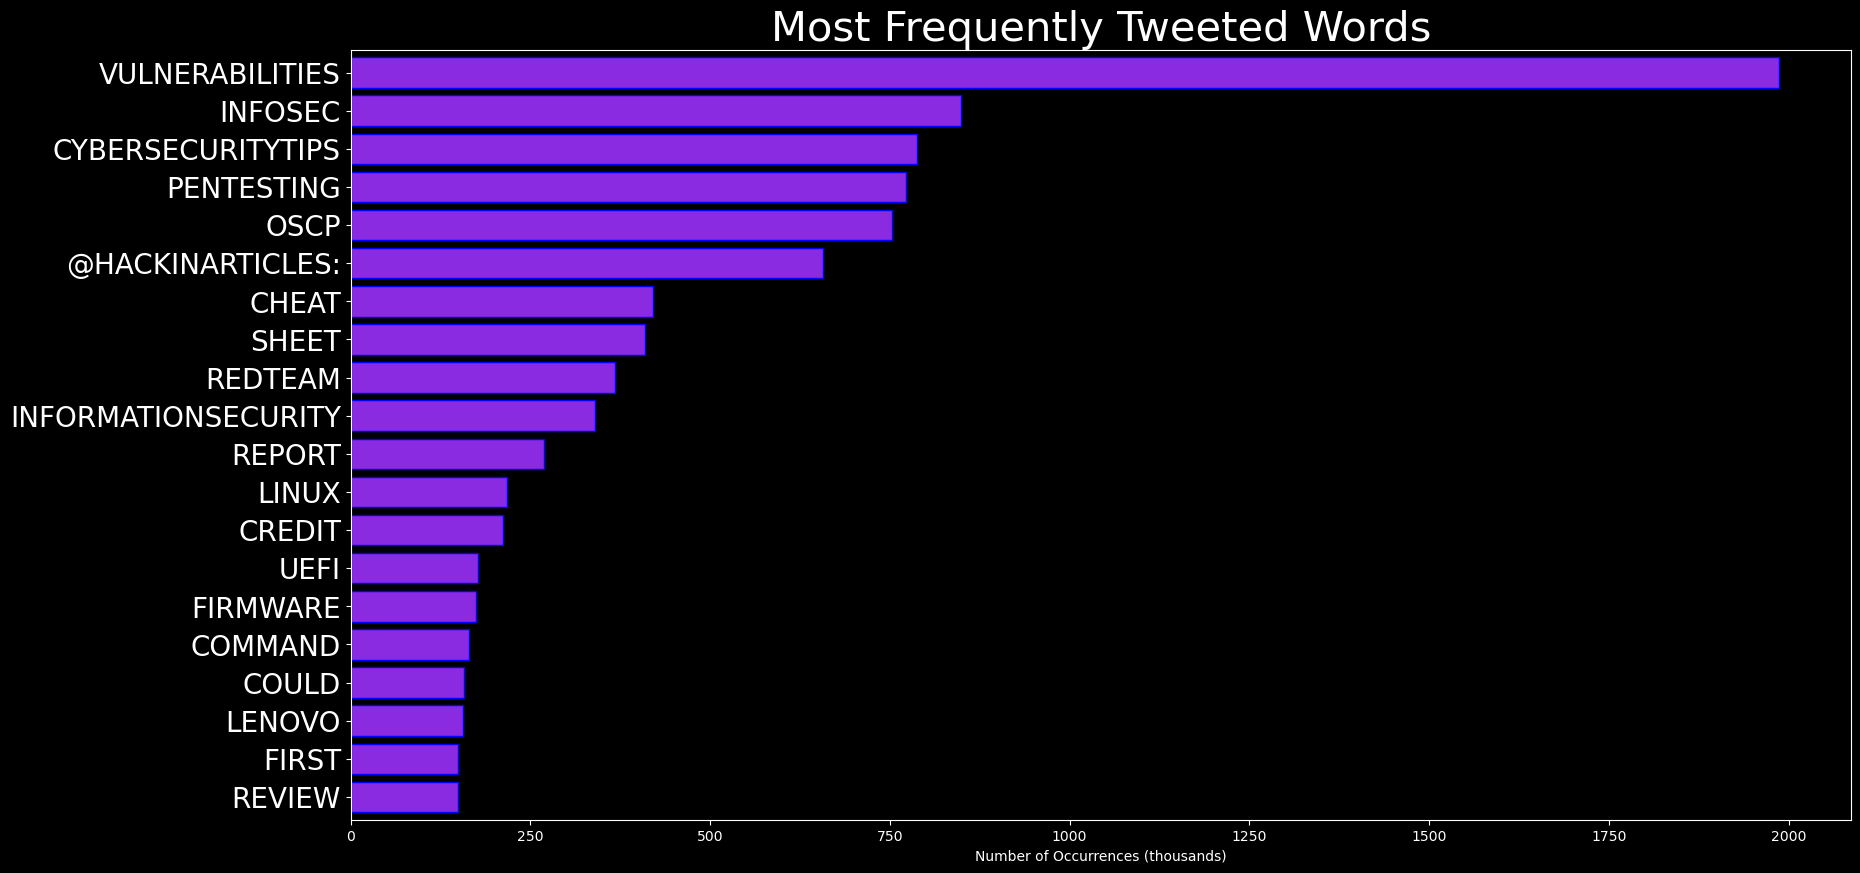 Most Frequently Tweeted Words
VULNERABILITIES
INFOSEC
CYBERSECURITYTIPS
PENTESTING
OSCP
@HACKINARTICLES:
CHEAT
SHEET
REDTEAM
INFORMATIONSECURITY
REPORT
LINUX
CREDIT
UEFI
FIRMWARE
COMMAND
COULD
LENOVO
FIRST
REVIEW
0 250 500 750 1000 1250 1500 1750 2000
Number of Occurrences (thousands)